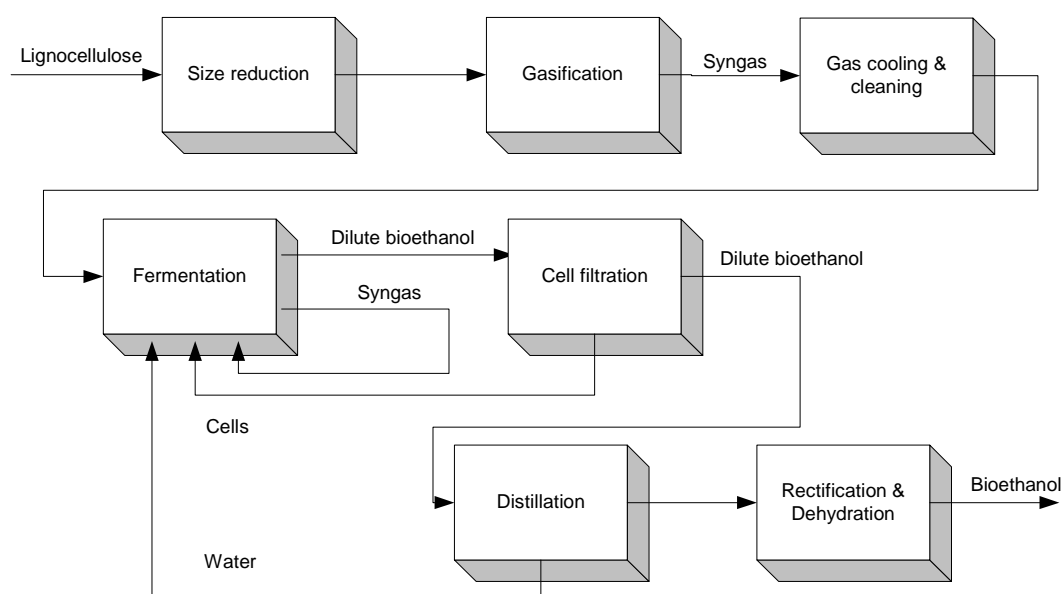 Lignocellulose
Size reduction
Gasification
Syngas
Gas cooling &
cleaning
Fermentation
Dilute bioethanol
Syngas
Cell filtration
Dilute bioethanol
Cells
Distillation
Rectification &
Dehydration
Bioethanol
Water